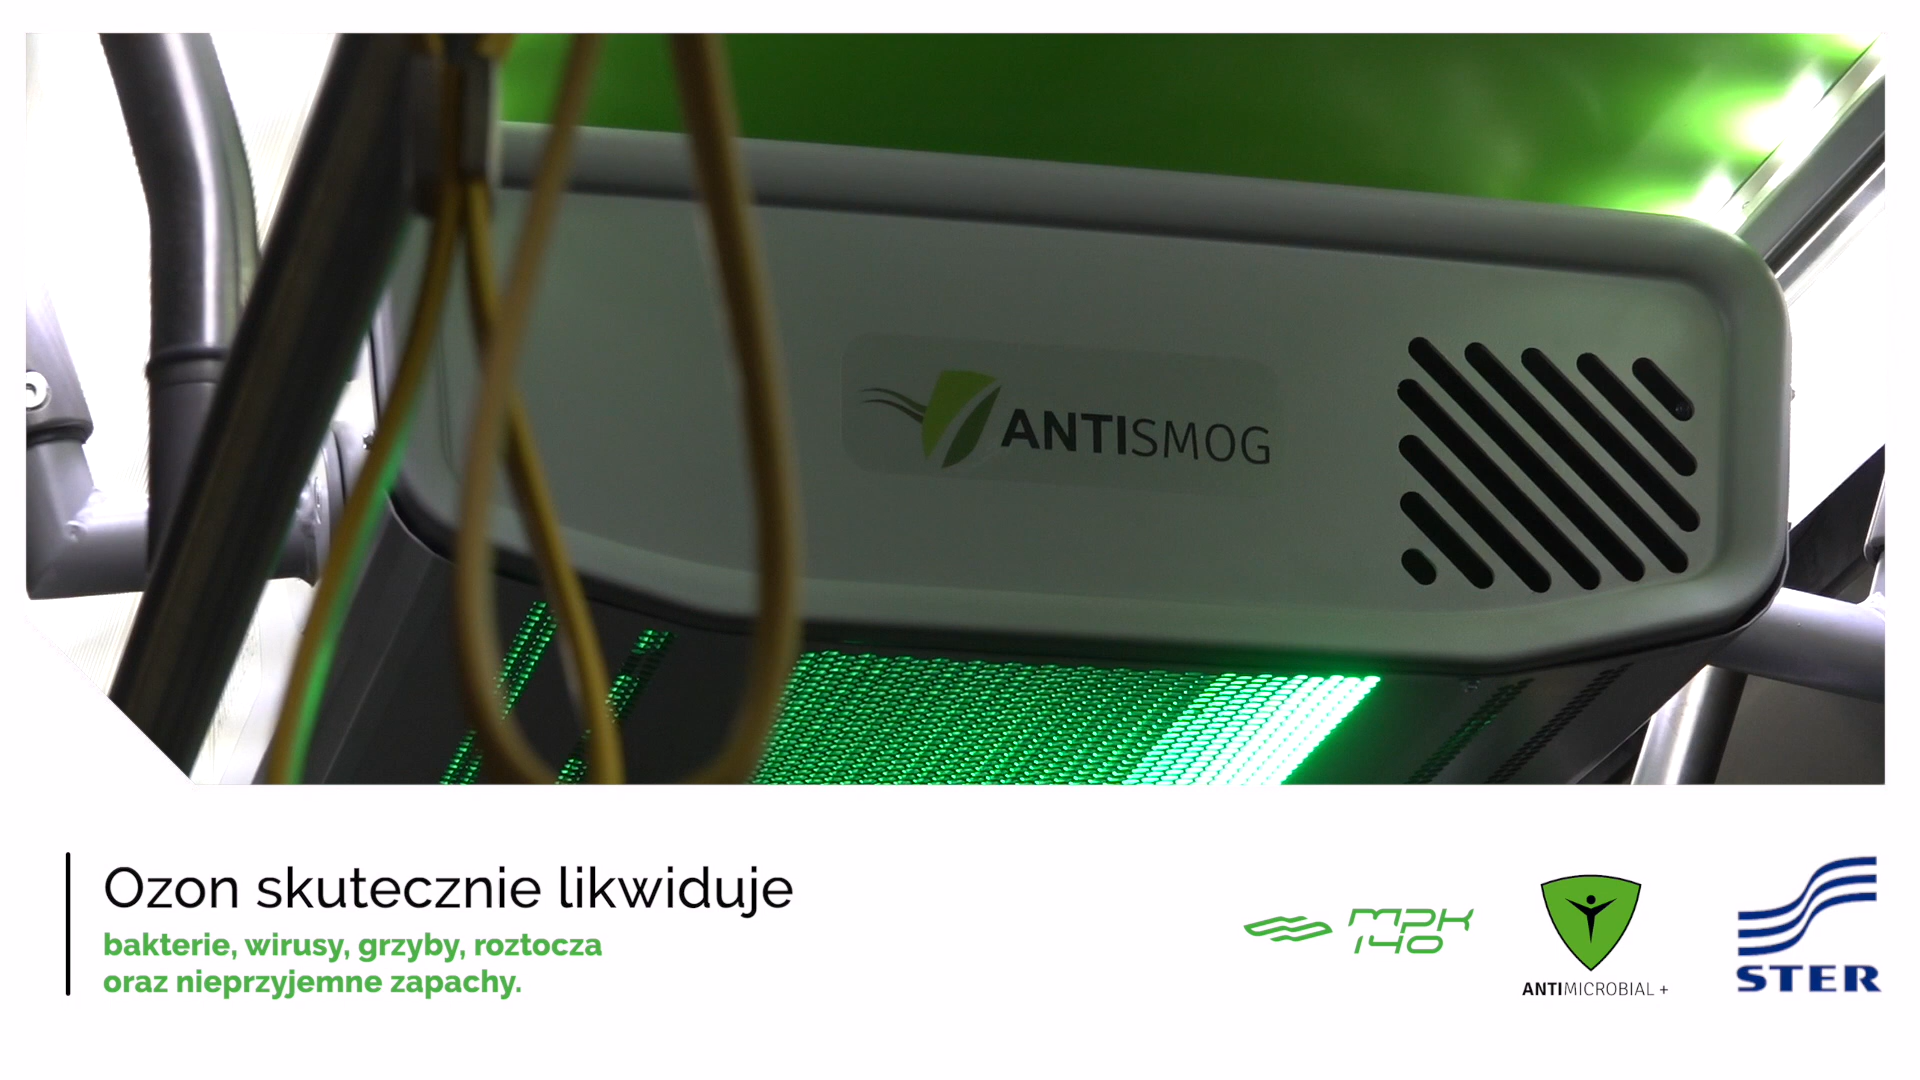 ANTISMOG
Ozon skutecznie likwiduje
bakterie, wirusy, grzyby, roztocza
oraz nieprzyjemne zapachy.
MPK
140
ANTIMICROBIAL +
STER